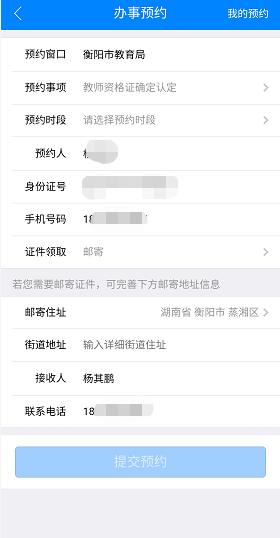 办事预约
我的预约
预约窗口 衡阳市教育局
预约事项 教师资格证确定认定
预约时段 请选择预约时段
预约人
身份证号
手机号码 18
证件领取 邮寄
若您需要邮寄证件，可完善下方邮寄地址信息
邮寄住址 湖南省 衡阳市 蒸湘区
街道地址 输入详细街道住址
接收人 杨其鹏
联系电话 18
提交预约